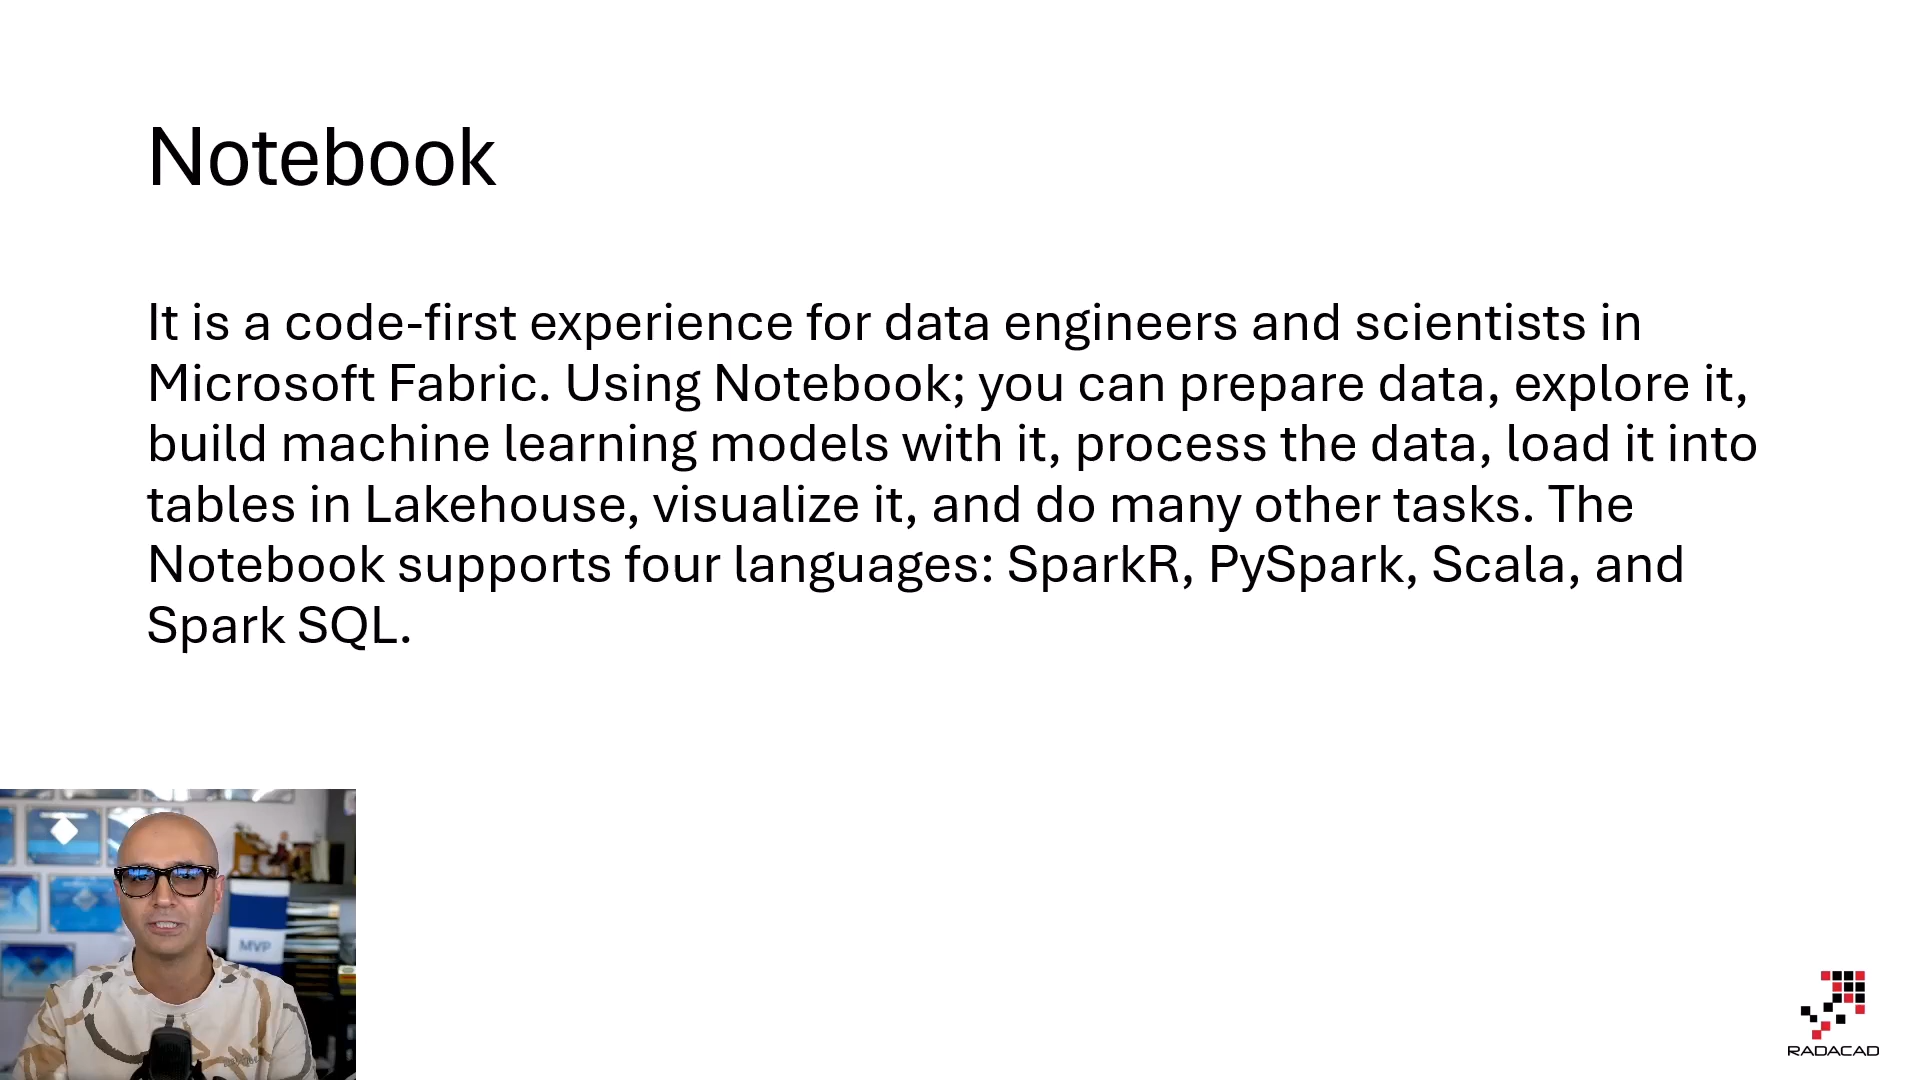 Notebook
It is a code-first experience for data engineers and scientists in
Microsoft Fabric. Using Notebook; you can prepare data, explore it,
build machine learning models with it, process the data, load it into
tables in Lakehouse, visualize it, and do many other tasks. The
Notebook supports four languages: SparkR, PySpark, Scala, and
Spark SQL.
MVP
RADACAD